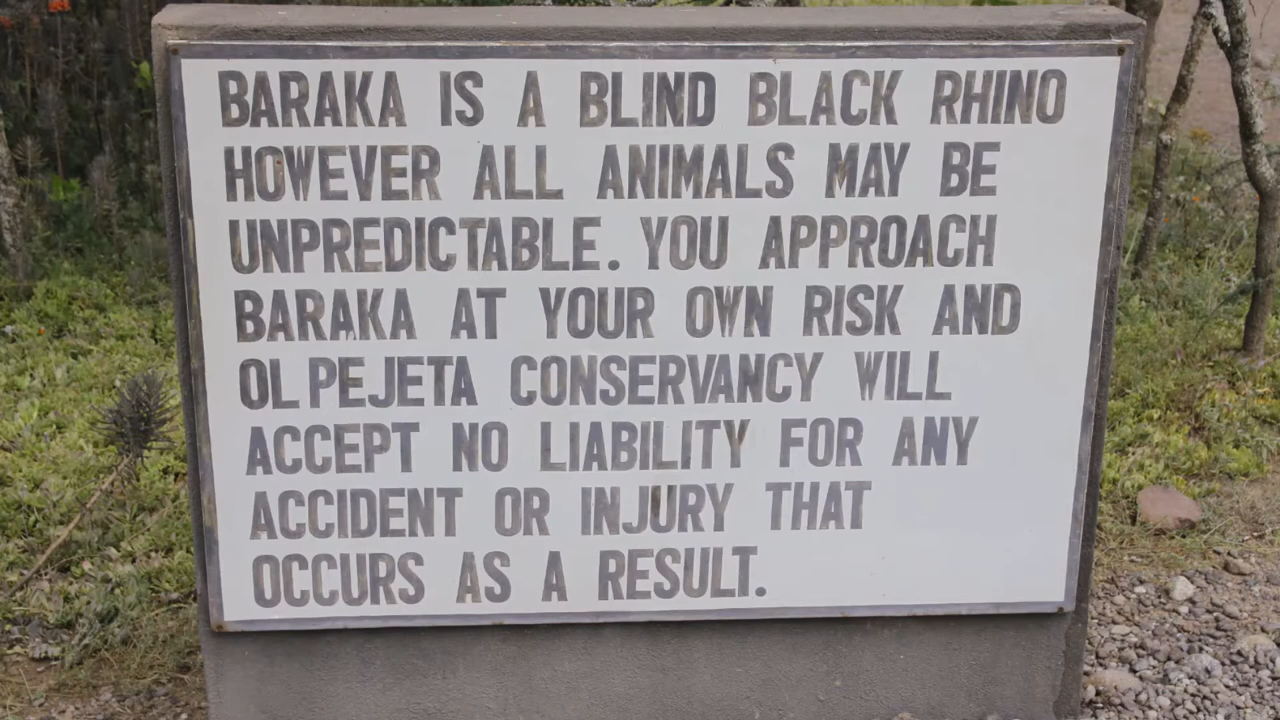 BARAKA IS A BLIND BLACK RHINO
HOWEVER ALL ANIMALS MAY BE
UNPREDICTABLE. YOU APPROACH
BARAKA AT YOUR OWN RISK AND
OL PEJETA CONSERVANCY WILL
ACCEPT NO LIABILITY FOR ANY
ACCIDENT OR INJURY THAT
OCCURS AS A RESULT.